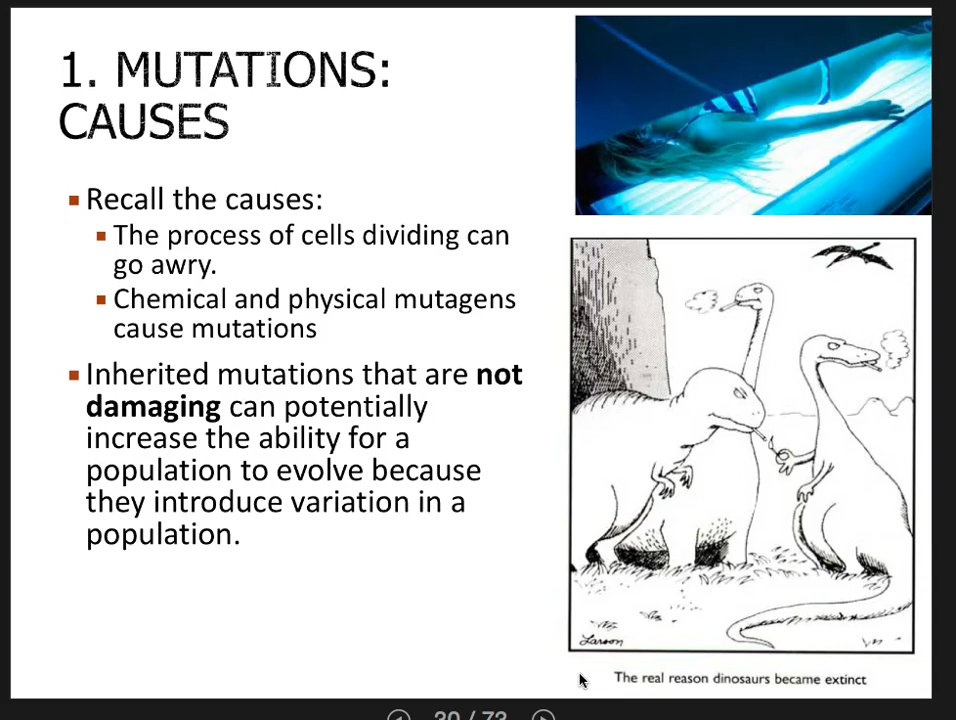 1. MUTATIONS:
CAUSES
Recall the causes:
The process of cells dividing can
go awry.
Chemical and physical mutagens
cause mutations
Inherited mutations that are not
damaging can potentially
increase the ability for a
population to evolve because
they introduce variation in a
population.
Larson
The real reason dinosaurs became extinct
30 / 73